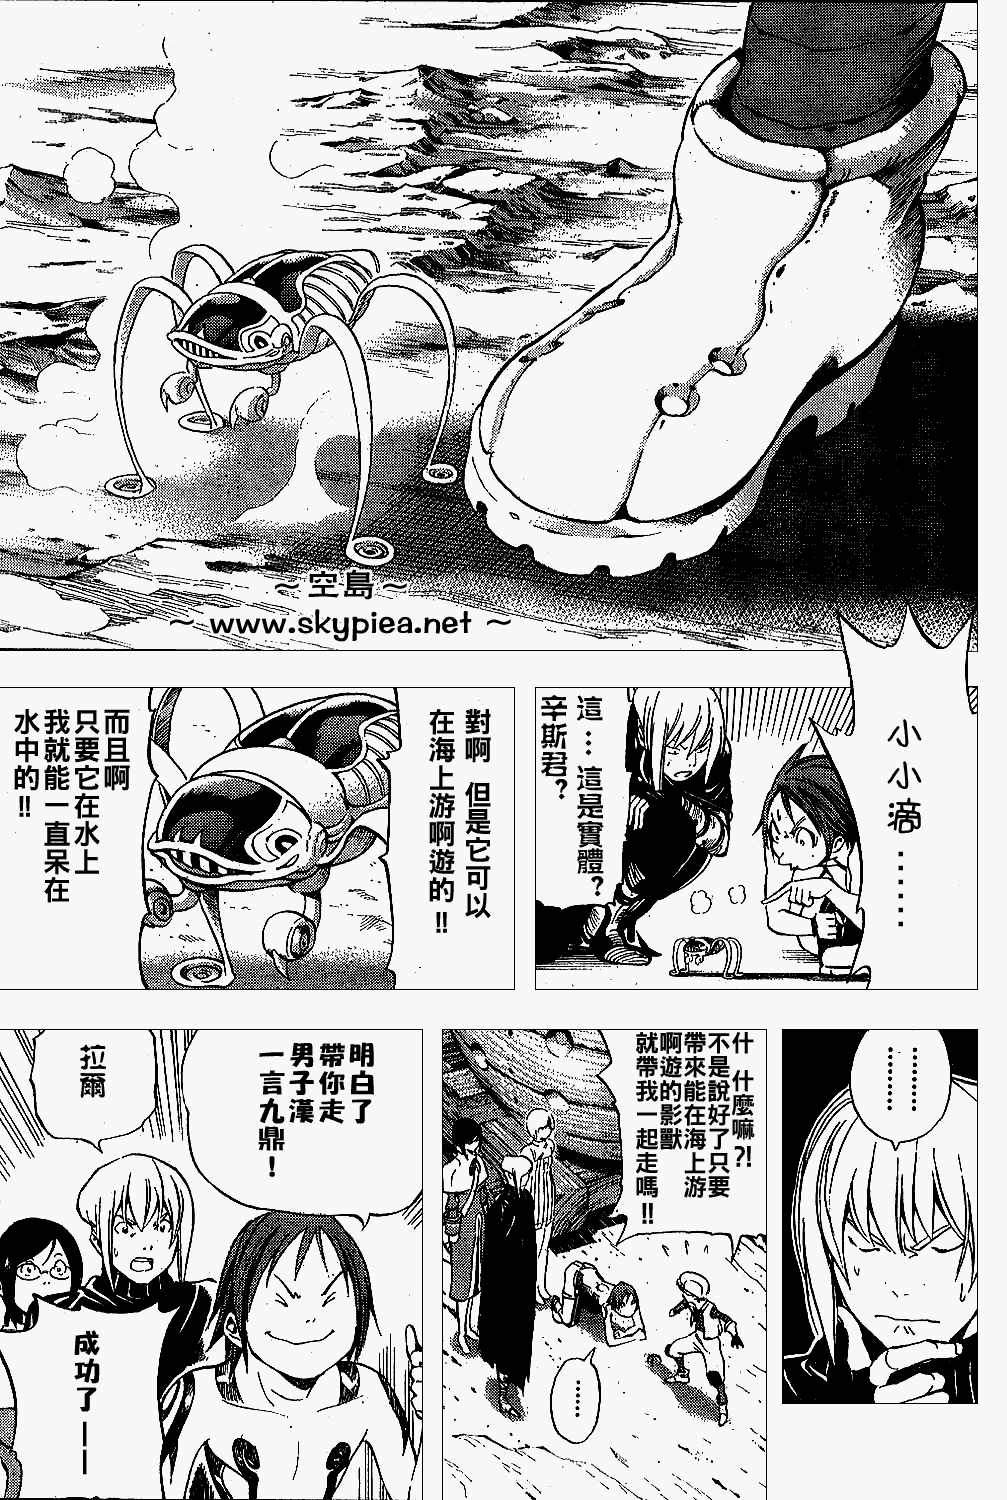 ～空島～
～ www.skypiea.net ～
小小滴……
這…這是實體?
辛斯君?
對啊 但是它可以
在海上游啊遊的!!
而且啊
只要它在水上
我就能一直呆在
水中的!!
………
什 什麼嘛?!
不是說好了只要
帶來能在海上游
啊遊的影獸
就帶我一起走嗎!!
……
明白了
帶你走
男子漢
一言九鼎!
拉爾
成功了——